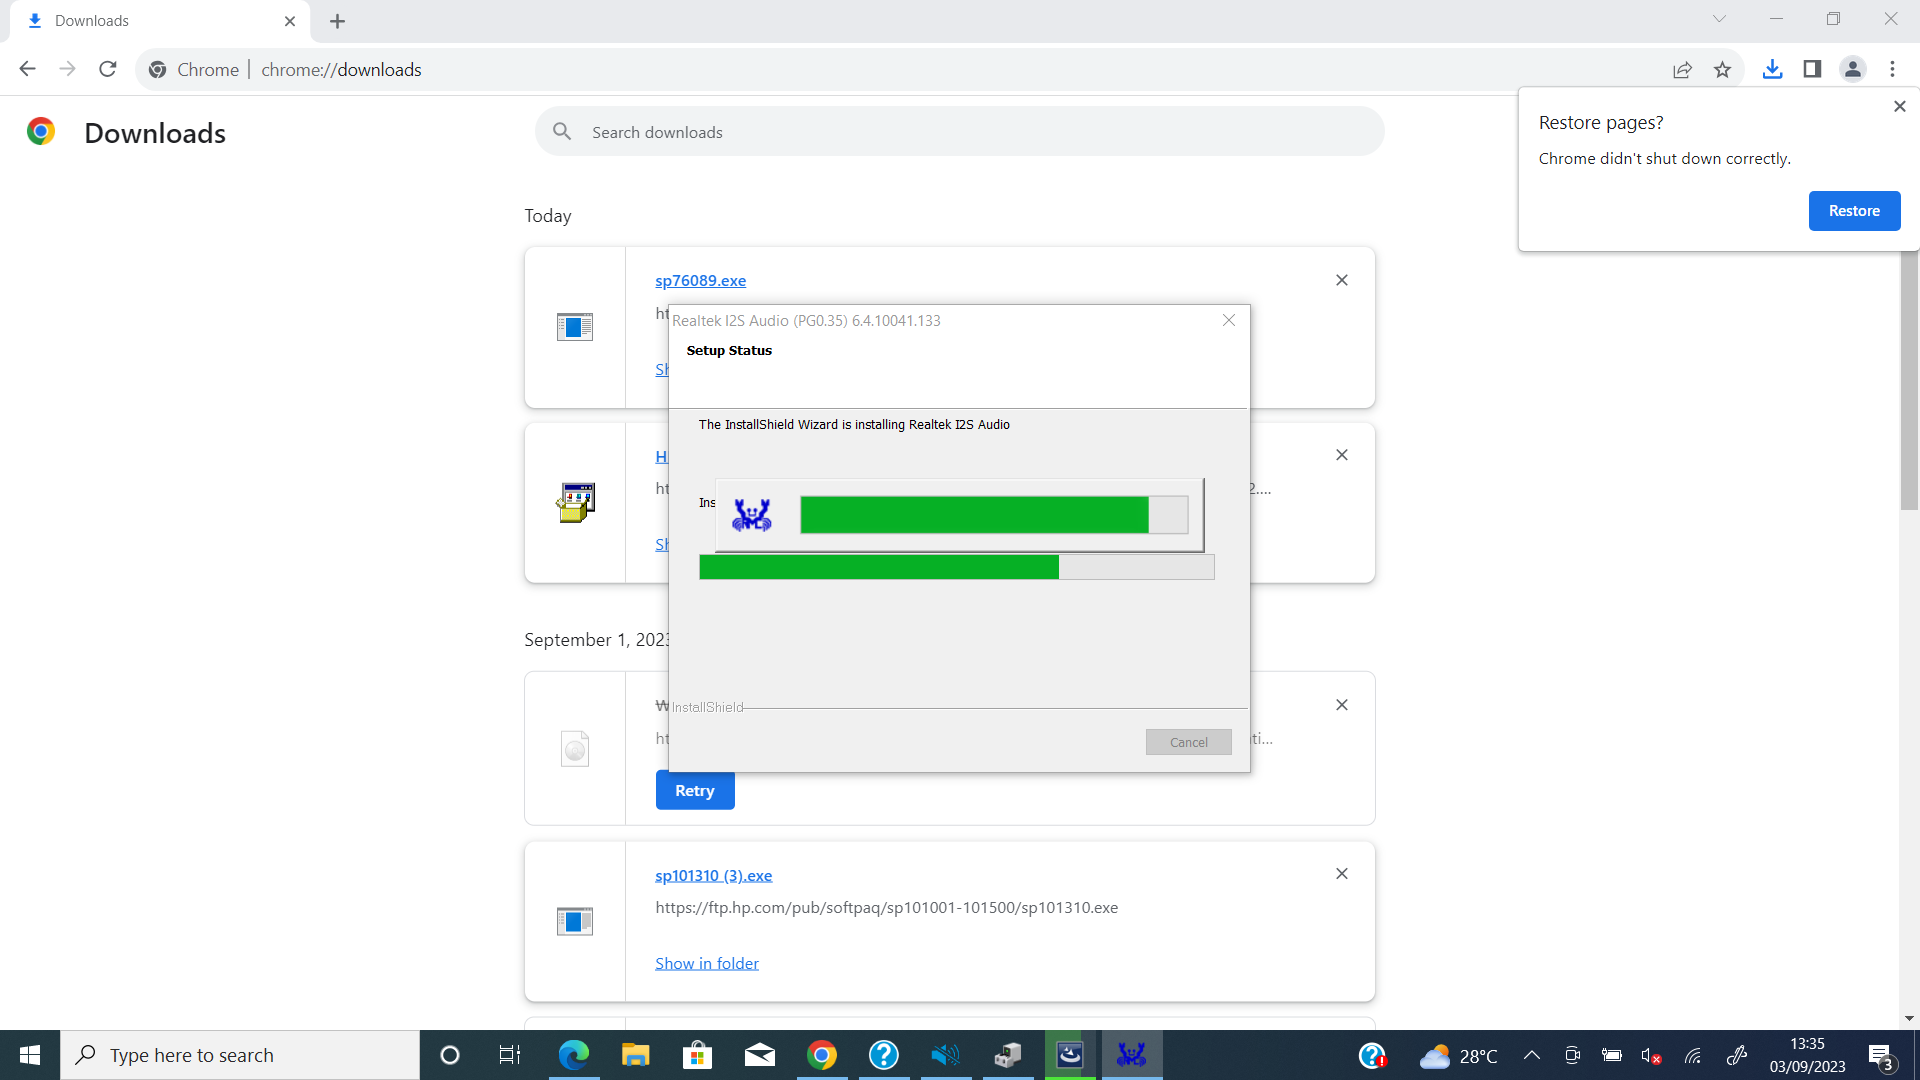 Downloads
Chrome
chrome://downloads
Downloads
Search downloads
Restore pages?
Chrome didn't shut down correctly.
Restore
Today
sp76089.exe
ht
Sh
Realtek I2S Audio (PG0.35) 6.4.10041.133
Setup Status
The InstallShield Wizard is installing Realtek I2S Audio
Ins
H
ht
2....
Sh
September 1, 2023
W
InstallShield
ht
ti...
Cancel
Retry
sp101310 (3).exe
https://ftp.hp.com/pub/softpaq/sp101001-101500/sp101310.exe
Show in folder
Type here to search
28°C
13:35
03/09/2023
3